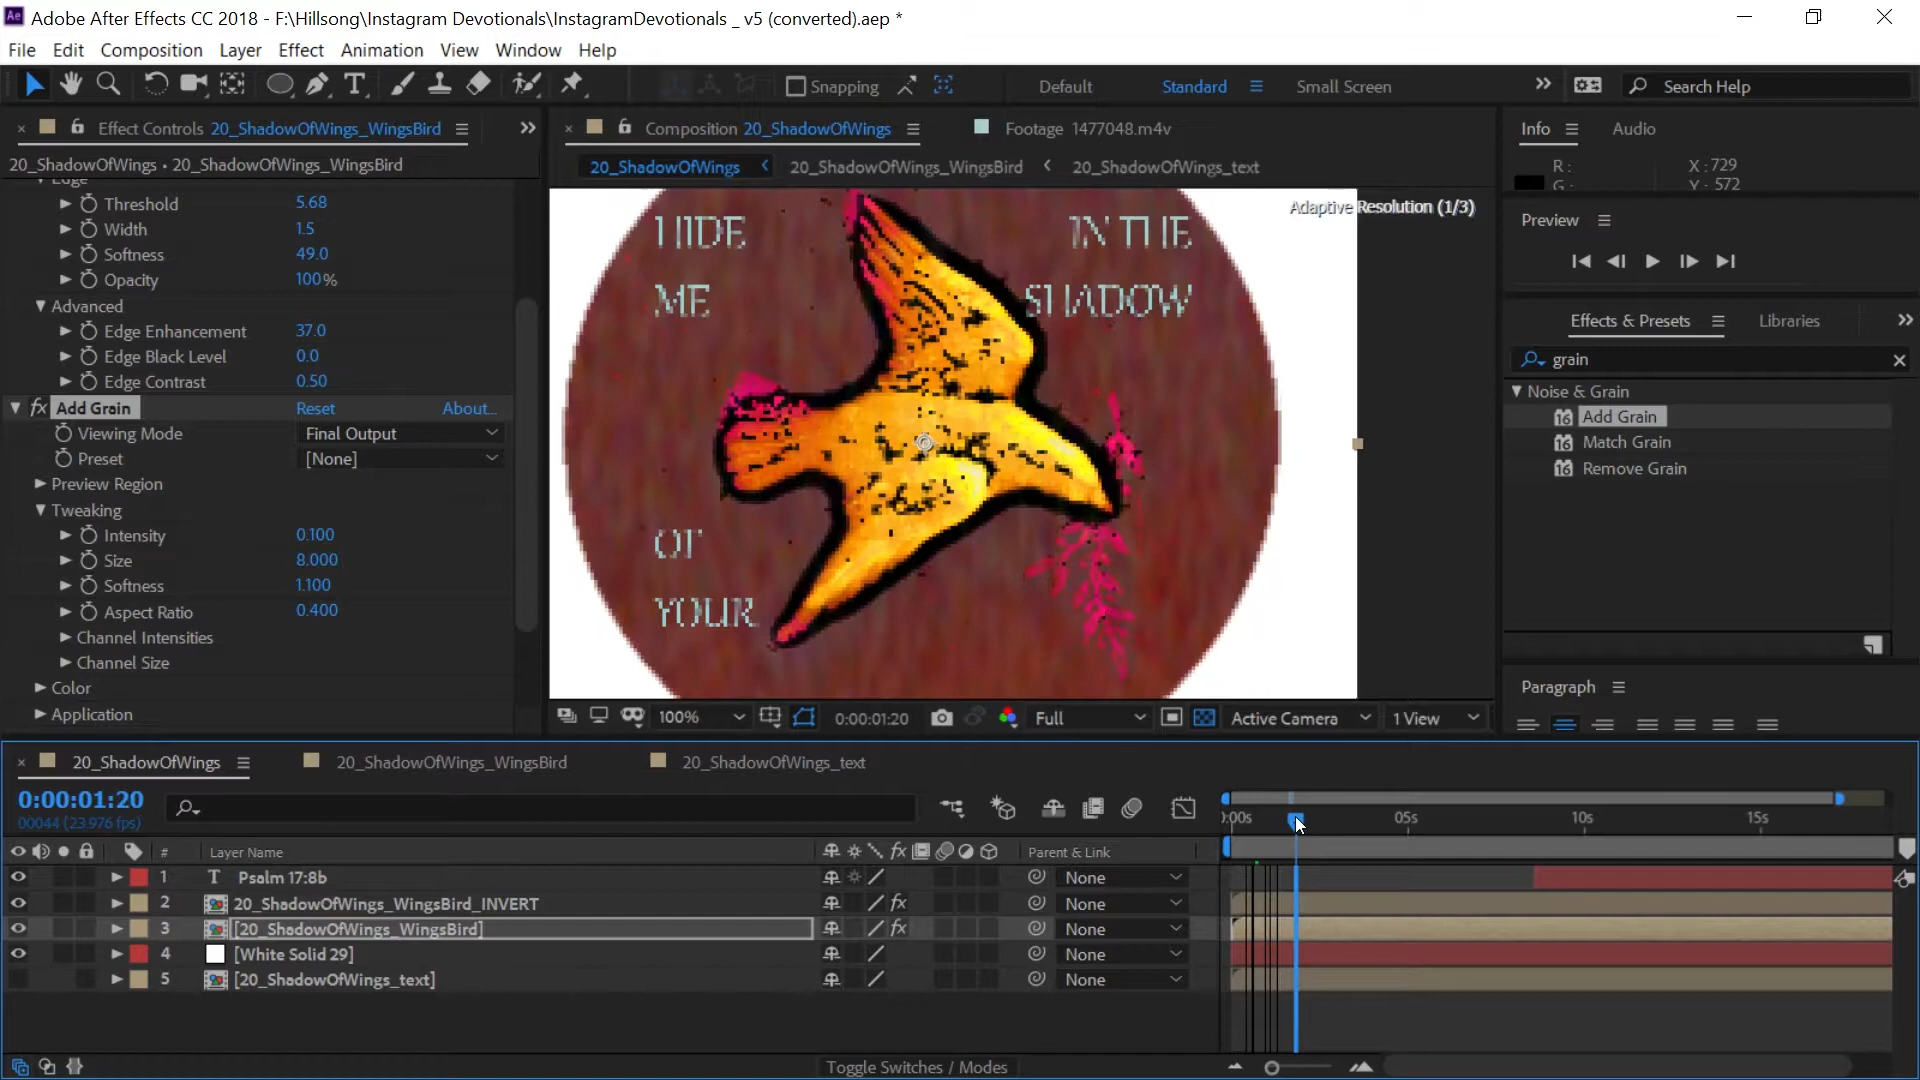 Adobe After Effects CC 2018 - F:\Hillsong\Instagram Devotionals\InstagramDevotionals _ v5 (converted).aep *
File Edit Composition Layer Effect Animation View Window Help
Snapping Default Standard Small Screen Search Help
Effect Controls 20_ShadowOfWings_WingsBird
20_ShadowOfWings • 20_ShadowOfWings_WingsBird
Edge
Threshold 5.68
Width 1.5
Softness 49.0
Opacity 100%
Advanced
Edge Enhancement 37.0
Edge Black Level 0.0
Edge Contrast 0.50
fx Add Grain Reset About...
Viewing Mode Final Output
Preset [None]
Preview Region
Tweaking
Intensity 0.100
Size 8.000
Softness 1.100
Aspect Ratio 0.400
Channel Intensities
Channel Size
Color
Application
Composition 20_ShadowOfWings
Footage 1477048.m4v
20_ShadowOfWings 20_ShadowOfWings_WingsBird 20_ShadowOfWings_text
Adaptive Resolution (1/3)
HIDE IN THE
ME SHADOW
OF
YOUR
100% 0:00:01:20 Full Active Camera 1 View
Info Audio
R: X: 729
G: Y: 572
Preview
Effects & Presets Libraries
grain
Noise & Grain
Add Grain
Match Grain
Remove Grain
Paragraph
20_ShadowOfWings 20_ShadowOfWings_WingsBird 20_ShadowOfWings_text
0:00:01:20
00044 (23.976 fps)
):00s 05s 10s 15s
# Layer Name fx Parent & Link
1 T Psalm 17:8b None
2 20_ShadowOfWings_WingsBird_INVERT fx None
3 [20_ShadowOfWings_WingsBird] fx None
4 [White Solid 29] None
5 [20_ShadowOfWings_text] None
Toggle Switches / Modes